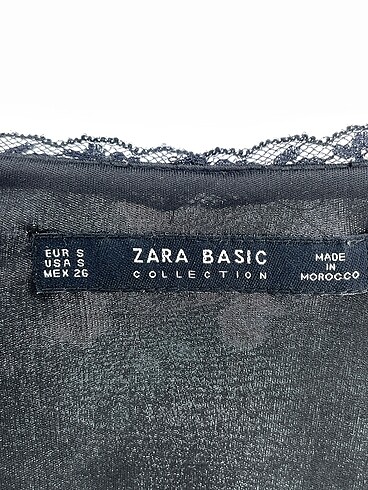 EUR S
USA S
MEX 26
ZARA BASIC
COLLECTION
MADE
IN
MOROCCO